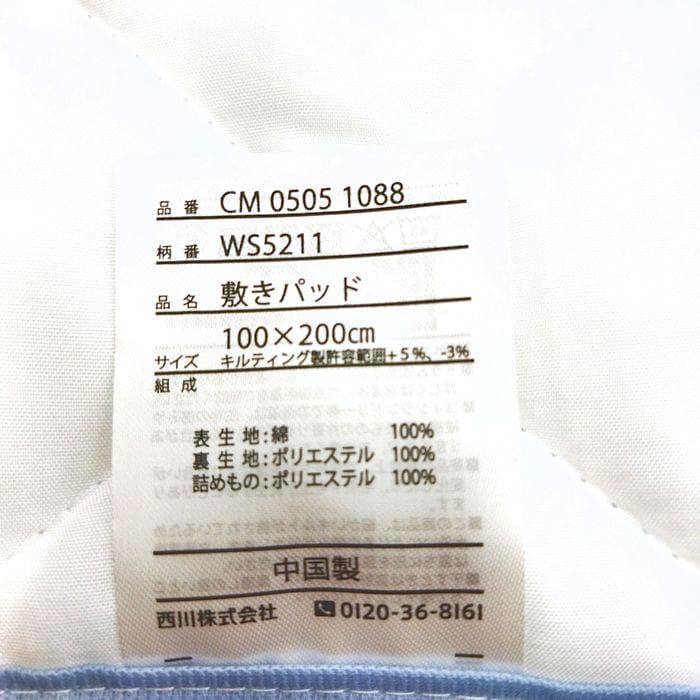 品番 CM 0505 1088
柄番 WS5211
品名 敷きパッド
100×200cm
サイズ キルティング製許容範囲+5%、-3%
組成
表生地:綿 100%
裏生地:ポリエステル 100%
詰めもの:ポリエステル 100%
中国製
西川株式会社 0120-36-8161